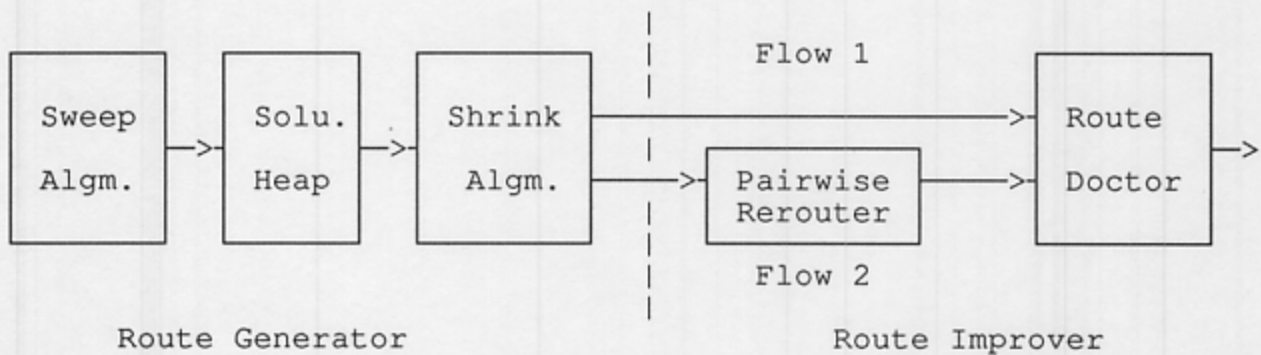 Sweep
Algm.
Solu.
Heap
Shrink
Algm.
Flow 1
Pairwise
Rerouter
Flow 2
Route
Doctor
Route Generator
Route Improver